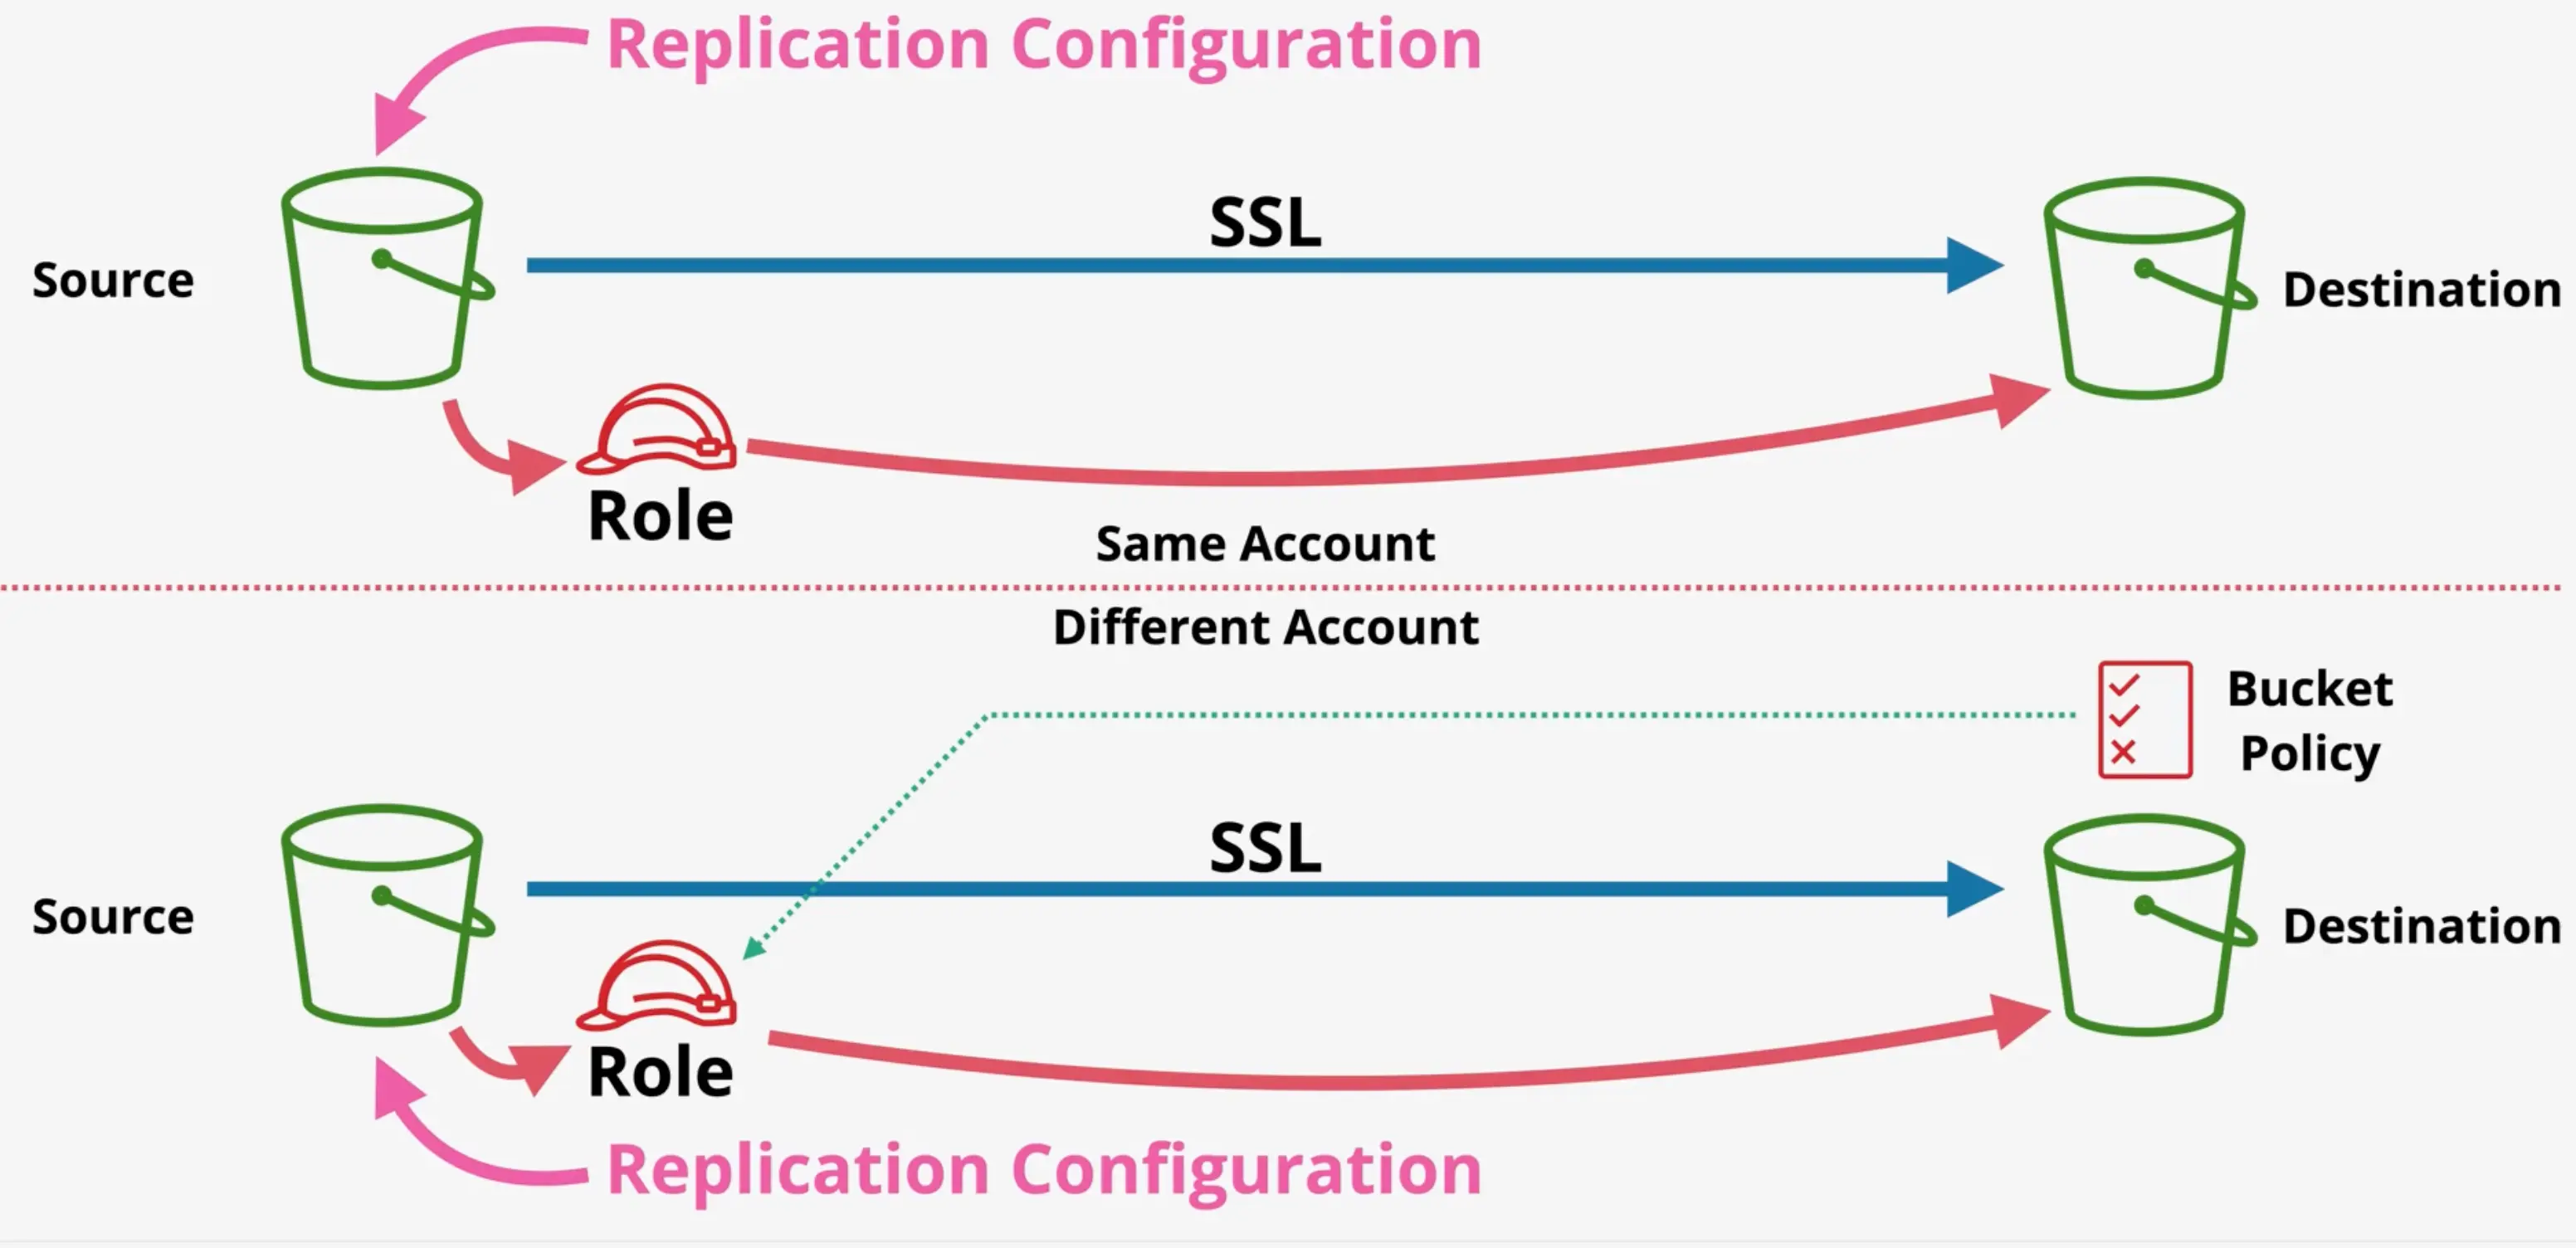 Replication Configuration
SSL
Source
Destination
Role
Same Account
Different Account
Bucket
Policy
SSL
Source
Destination
Role
Replication Configuration